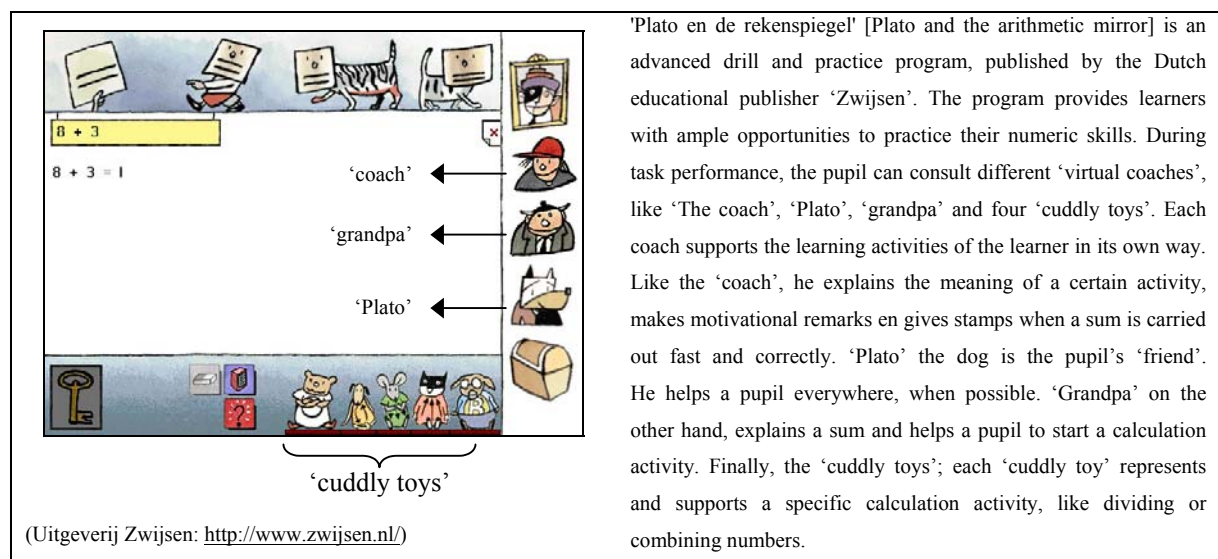 8 + 3
8 + 3 = 1
'coach'
'grandpa'
'Plato'
'cuddly toys'
(Uitgeverij Zwijsen: http://www.zwijsen.nl/)
'Plato en de rekenspiegel' [Plato and the arithmetic mirror] is an
advanced drill and practice program, published by the Dutch
educational publisher ‘Zwijsen’. The program provides learners
with ample opportunities to practice their numeric skills. During
task performance, the pupil can consult different ‘virtual coaches’,
like ‘The coach’, ‘Plato’, ‘grandpa’ and four ‘cuddly toys’. Each
coach supports the learning activities of the learner in its own way.
Like the ‘coach’, he explains the meaning of a certain activity,
makes motivational remarks en gives stamps when a sum is carried
out fast and correctly. ‘Plato’ the dog is the pupil’s ‘friend’.
He helps a pupil everywhere, when possible. ‘Grandpa’ on the
other hand, explains a sum and helps a pupil to start a calculation
activity. Finally, the ‘cuddly toys’; each ‘cuddly toy’ represents
and supports a specific calculation activity, like dividing or
combining numbers.